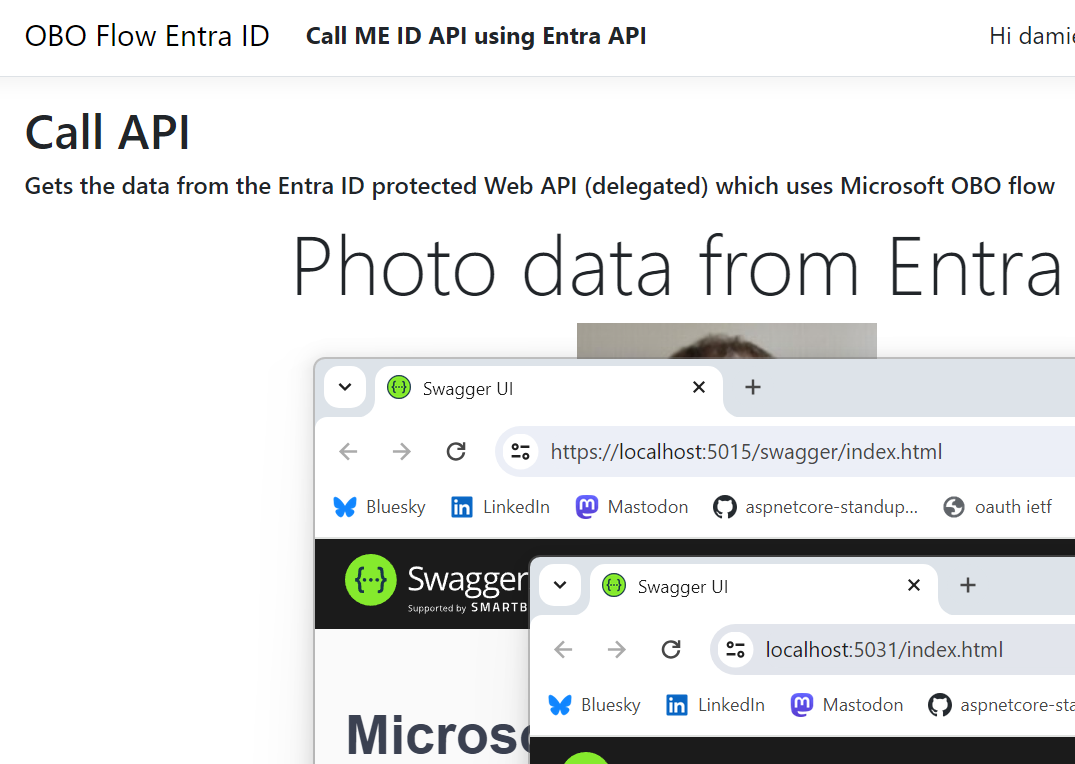 OBO Flow Entra ID Call ME ID API using Entra API Hi damie
Call API
Gets the data from the Entra ID protected Web API (delegated) which uses Microsoft OBO flow
Photo data from Entra
Swagger UI
https://localhost:5015/swagger/index.html
Bluesky LinkedIn Mastodon aspnetcore-standup... oauth ietf
Swagger
Supported by SMARTB
Swagger UI
localhost:5031/index.html
Bluesky LinkedIn Mastodon aspnetcore-sta
Microso